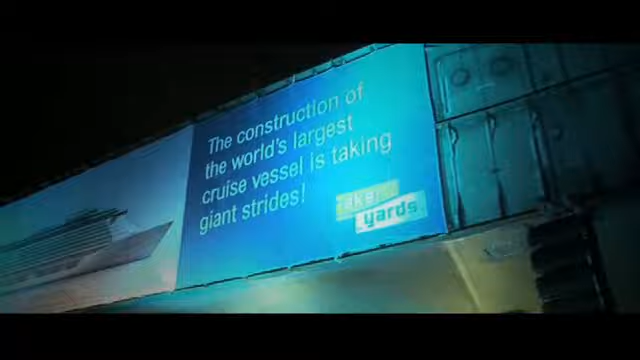 The construction of
the world's largest
cruise vessel is taking
giant strides!
yards